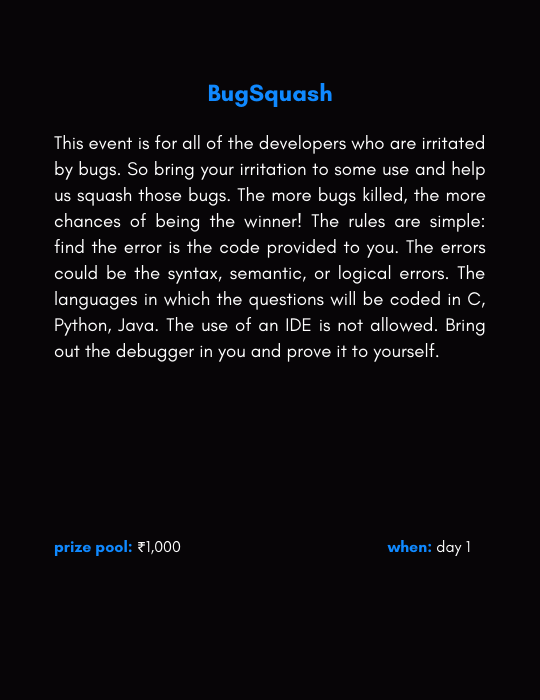 BugSquash
This event is for all of the developers who are irritated
by bugs. So bring your irritation to some use and help
us squash those bugs. The more bugs killed, the more
chances of being the winner! The rules are simple:
find the error is the code provided to you. The errors
could be the syntax, semantic, or logical errors. The
languages in which the questions will be coded in C,
Python, Java. The use of an IDE is not allowed. Bring
out the debugger in you and prove it to yourself.
prize pool: ₹1,000 when: day 1